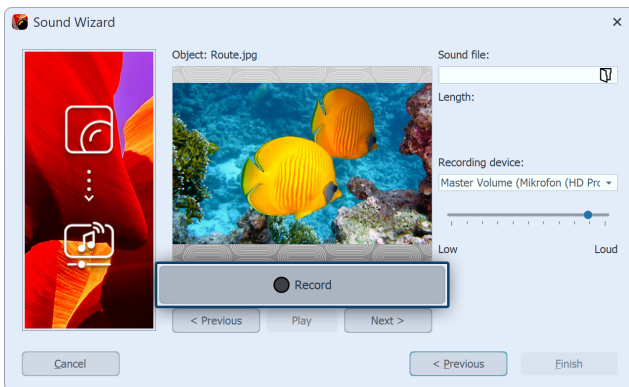 Sound Wizard
Object: Route.jpg
Sound file:
Length:
Recording device:
Master Volume (Mikrofon (HD Prc
Low Loud
Record
< Previous Play Next >
Cancel < Previous Finish